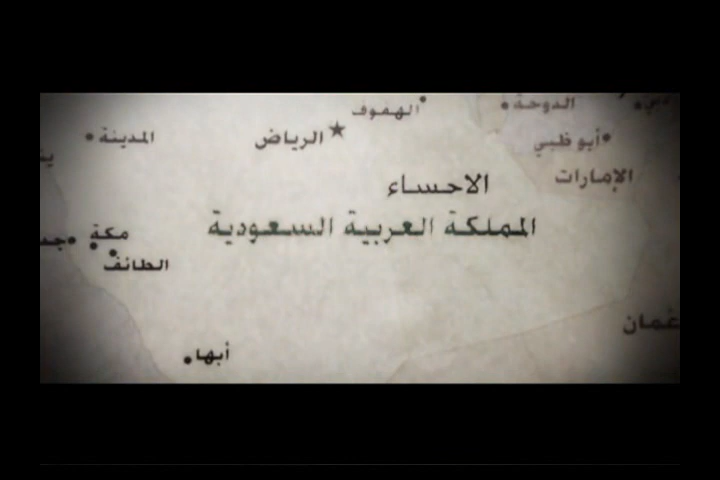 الهفوف
الدوحة
المدينة
الرياض
أبو ظبي
الإمارات
الاحساء
المملكة العربية السعودية
مكة
الطائف
عمان
أبها